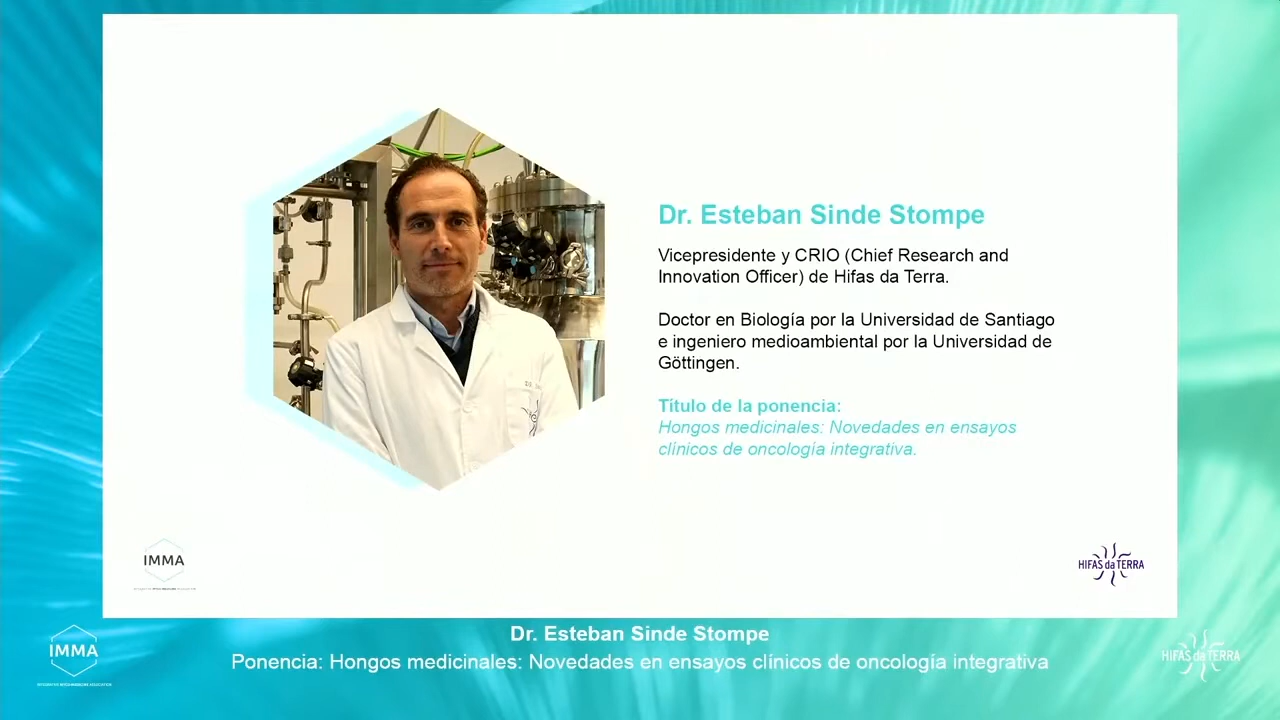 Dr. Esteban Sinde Stompe
Vicepresidente y CRIO (Chief Research and
Innovation Officer) de Hifas da Terra.
Doctor en Biología por la Universidad de Santiago
e ingeniero medioambiental por la Universidad de
Göttingen.
Título de la ponencia:
Hongos medicinales: Novedades en ensayos
clínicos de oncología integrativa.
IMMA
HIFAS da TERRA
Dr. Esteban Sinde Stompe
Ponencia: Hongos medicinales: Novedades en ensayos clínicos de oncología integrativa
IMMA
HIFAS da TERRA